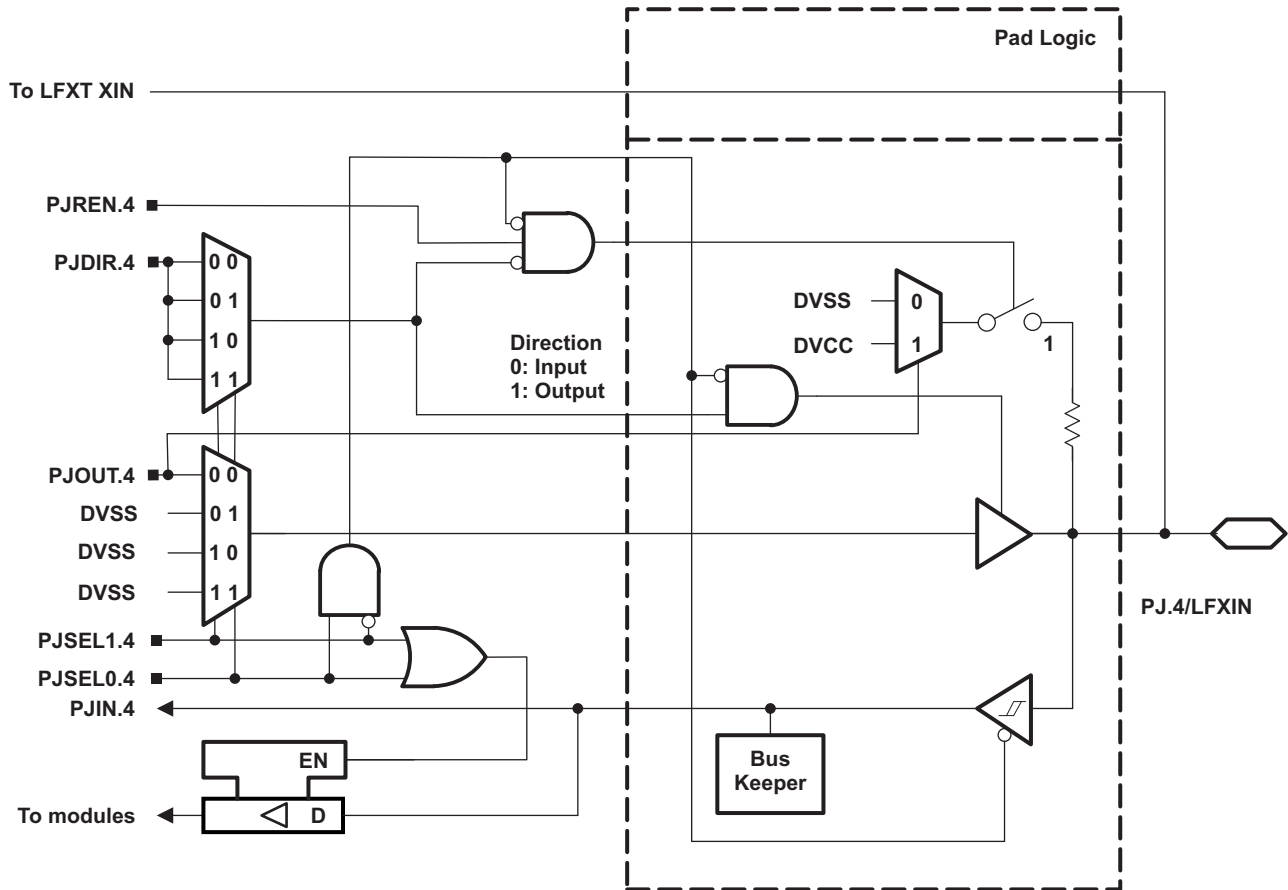 Pad Logic
To LFXT XIN
PJREN.4
PJDIR.4
0 0
0 1
1 0
1 1
Direction
0: Input
1: Output
DVSS
0
DVCC
1
1
PJOUT.4
0 0
DVSS
0 1
DVSS
1 0
DVSS
1 1
PJ.4/LFXIN
PJSEL1.4
PJSEL0.4
PJIN.4
EN
Bus
Keeper
To modules
D